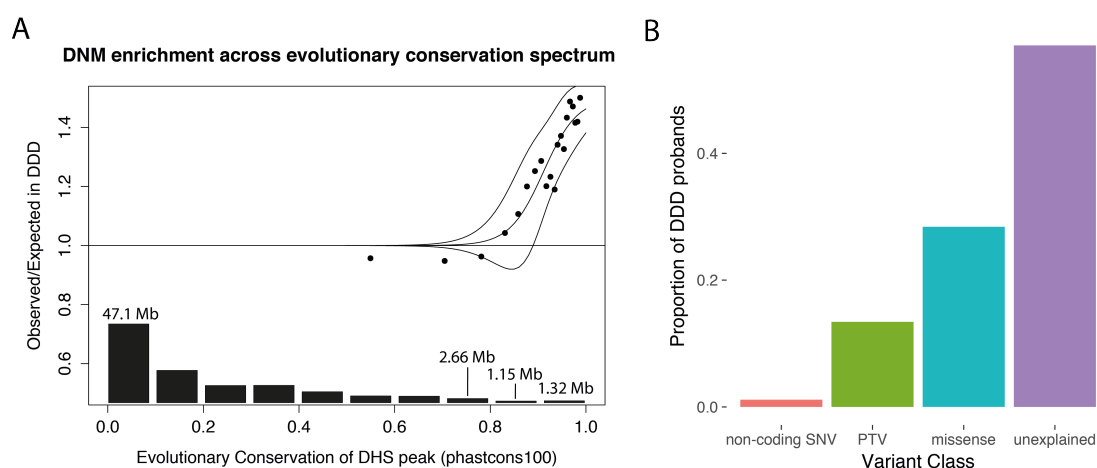 A
DNM enrichment across evolutionary conservation spectrum
Observed/Expected in DDD
1.4
1.2
1.0
0.8
0.6
47.1 Mb
2.66 Mb
1.15 Mb
1.32 Mb
0.0 0.2 0.4 0.6 0.8 1.0
Evolutionary Conservation of DHS peak (phastcons100)
B
Proportion of DDD probands
0.4
0.2
0.0
non-coding SNV PTV missense unexplained
Variant Class